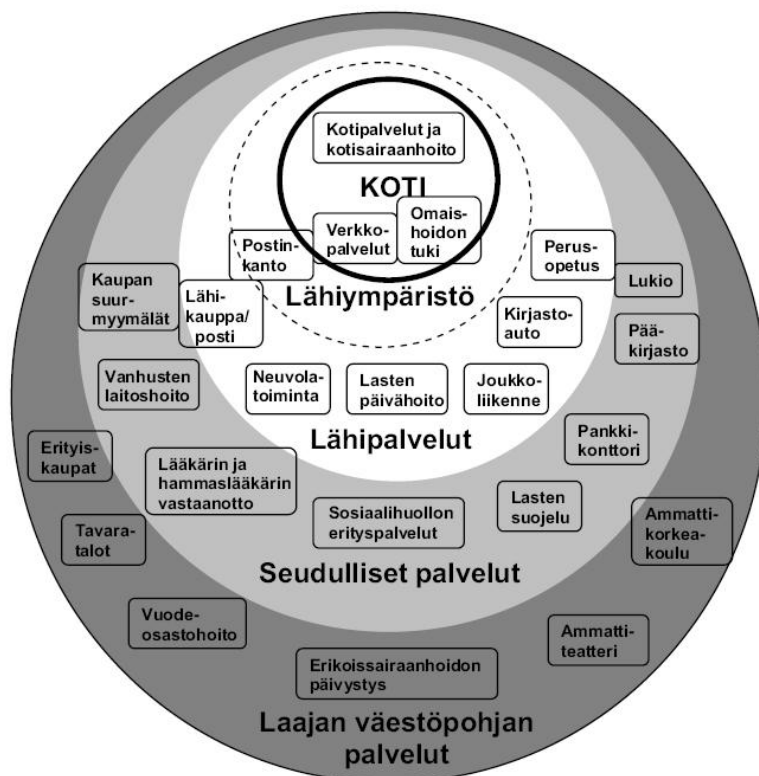 Kotipalvelut ja
kotisairaanhoito
KOTI
Verkko-
palvelut
Omais-
hoidon
tuki
Postin-
kanto
Perus-
opetus
Lähiympäristö
Kaupan
suur-
myymälät
Lähi-
kauppa/
posti
Lukio
Kirjasto-
auto
Pää-
kirjasto
Vanhusten
laitoshoito
Neuvola-
toiminta
Lasten
päivähoito
Joukko-
liikenne
Lähipalvelut
Pankki-
konttori
Erityis-
kaupat
Lääkärin ja
hammaslääkärin
vastaanotto
Sosiaalihuollon
erityspalvelut
Lasten
suojelu
Ammatti-
korkea-
koulu
Tavara-
talot
Seudulliset palvelut
Vuode-
osastohoito
Ammatti-
teatteri
Erikoissairaanhoidon
päivystys
Laajan väestöpohjan
palvelut